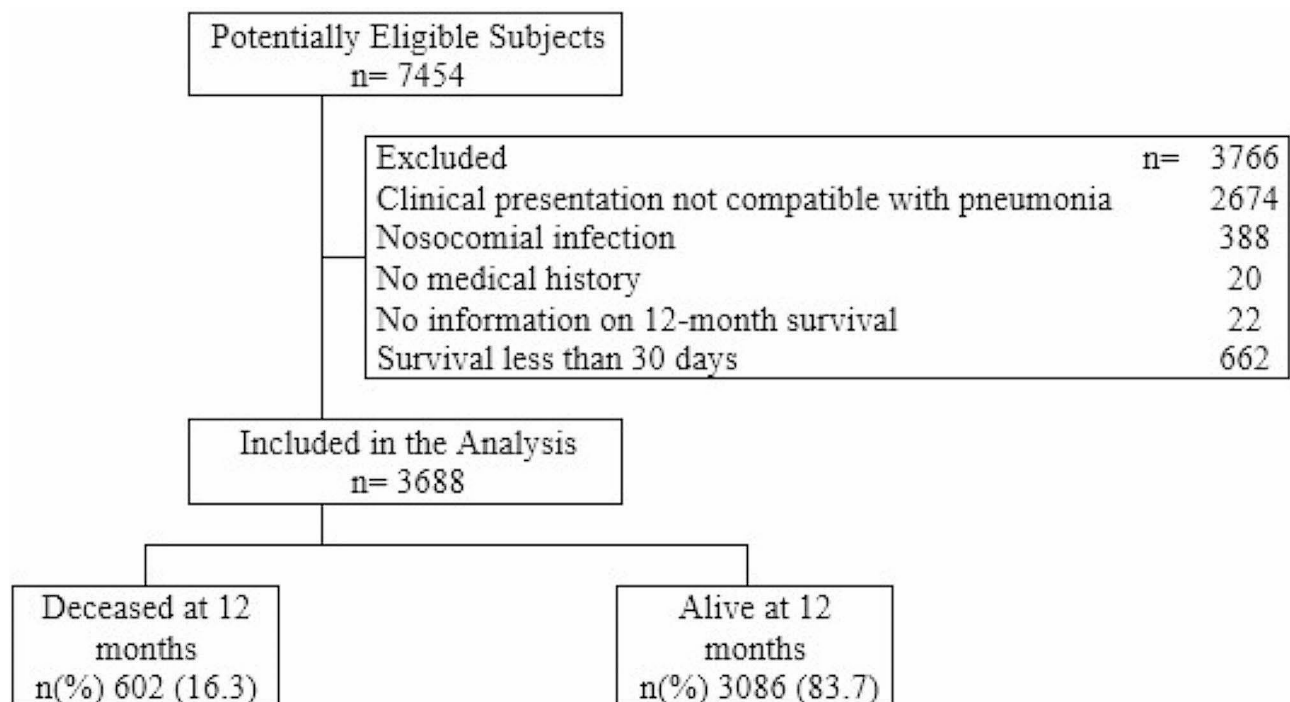 Potentially Eligible Subjects
n= 7454
Excluded n= 3766
Clinical presentation not compatible with pneumonia 2674
Nosocomial infection 388
No medical history 20
No information on 12-month survival 22
Survival less than 30 days 662
Included in the Analysis
n= 3688
Deceased at 12
months
n(%) 602 (16.3)
Alive at 12
months
n(%) 3086 (83.7)